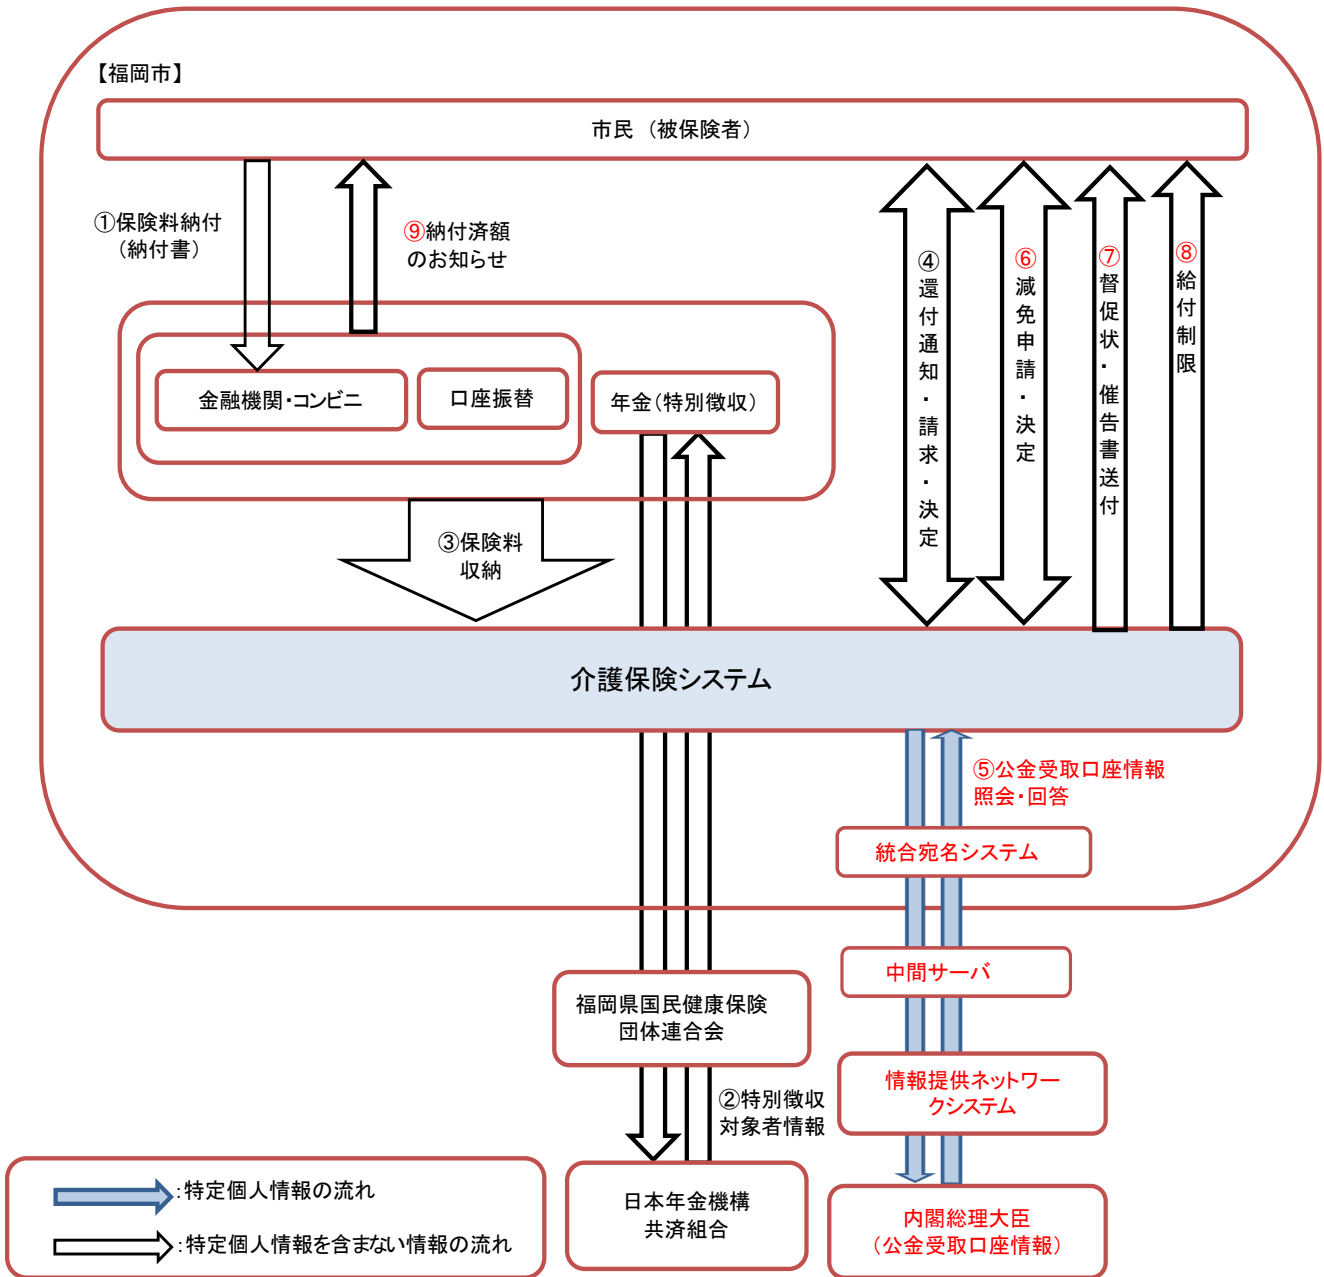 【福岡市】
市民（被保険者）
①保険料納付
（納付書）
⑨納付済額
のお知らせ
④還付通知・請求・決定
⑥減免申請・決定
⑦督促状・催告書送付
⑧給付制限
金融機関・コンビニ
口座振替
年金（特別徴収）
③保険料
収納
介護保険システム
⑤公金受取口座情報
照会・回答
統合宛名システム
中間サーバ
福岡県国民健康保険
団体連合会
情報提供ネットワー
クシステム
②特別徴収
対象者情報
日本年金機構
共済組合
内閣総理大臣
（公金受取口座情報）
：特定個人情報の流れ
：特定個人情報を含まない情報の流れ